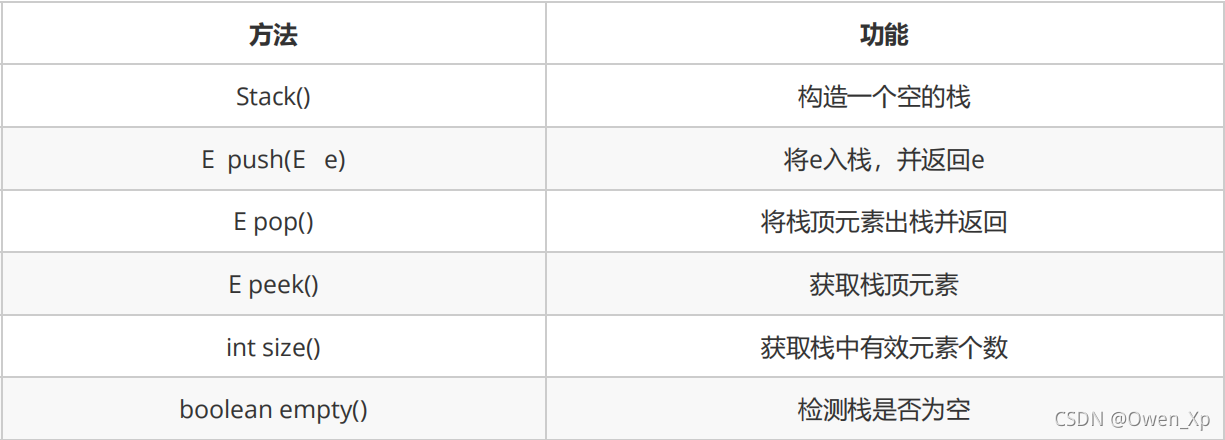 方法 功能
Stack() 构造一个空的栈
E push(E e) 将e入栈，并返回e
E pop() 将栈顶元素出栈并返回
E peek() 获取栈顶元素
int size() 获取栈中有效元素个数
boolean empty() 检测栈是否为空
CSDN @Owen_Xp